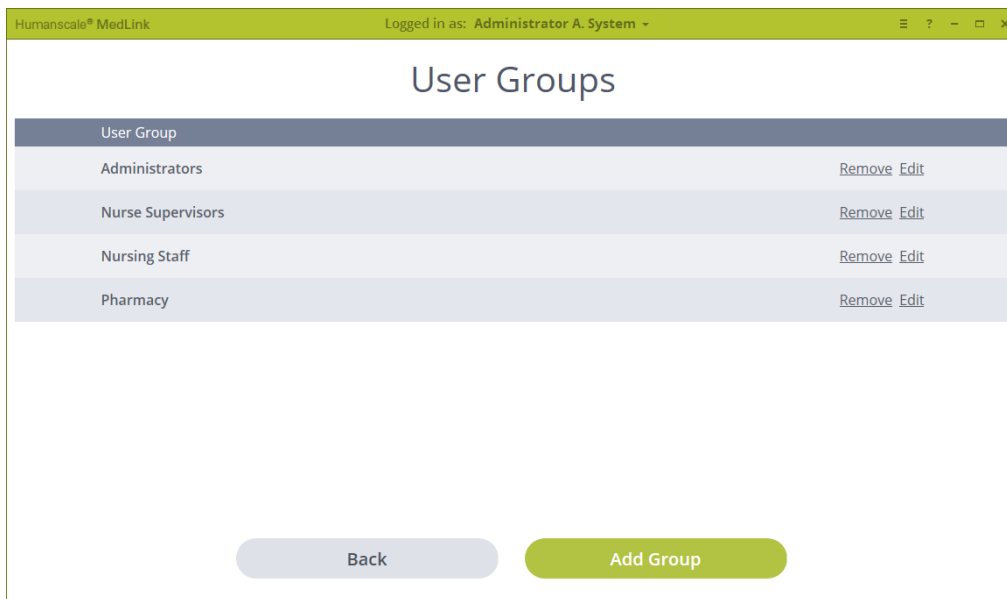 Humanscale® MedLink Logged in as: Administrator A. System
User Groups
User Group
Administrators Remove Edit
Nurse Supervisors Remove Edit
Nursing Staff Remove Edit
Pharmacy Remove Edit
Back Add Group